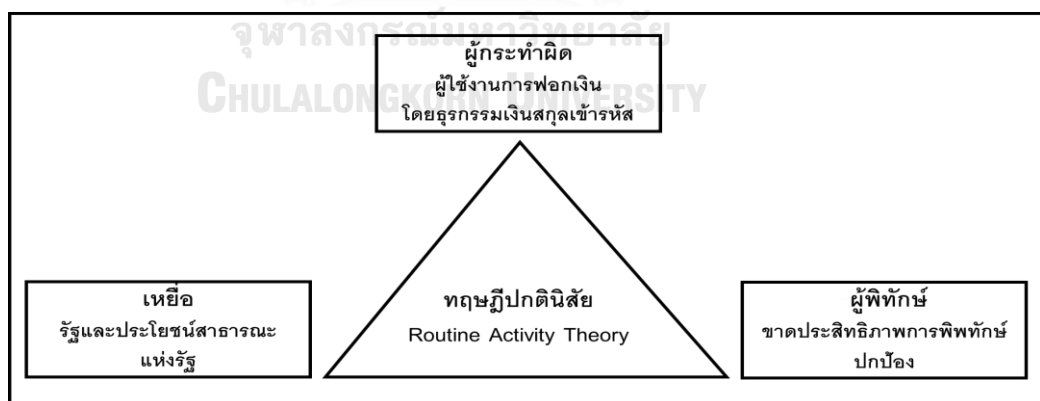 จุฬาลงกรณ์มหาวิทยาลัย
CHULALONGKORN UNIVERSITY
ผู้กระทำผิด
ผู้ใช้งานการฟอกเงิน
โดยธุรกรรมเงินสกุลเข้ารหัส
เหยื่อ
รัฐและประโยชน์สาธารณะ
แห่งรัฐ
ทฤษฎีปกตินิสัย
Routine Activity Theory
ผู้พิทักษ์
ขาดประสิทธิภาพการพิพทักษ์
ปกป้อง